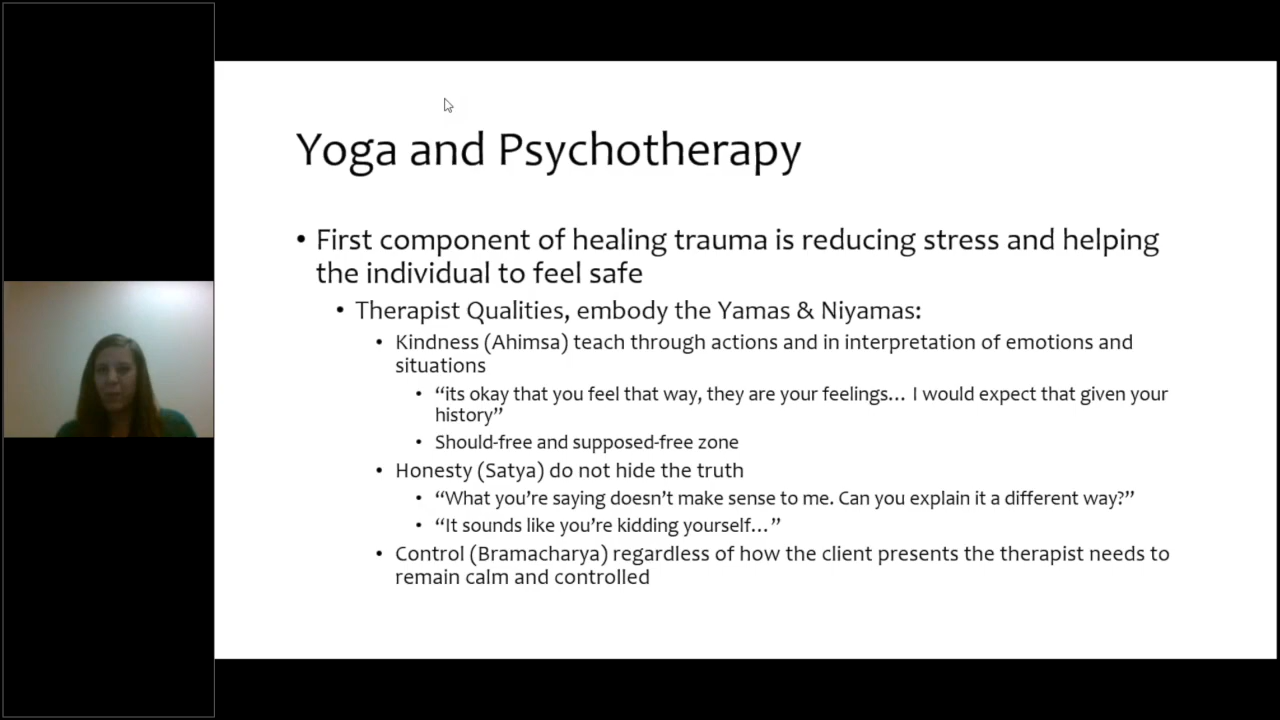 Yoga and Psychotherapy
• First component of healing trauma is reducing stress and helping
the individual to feel safe
• Therapist Qualities, embody the Yamas & Niyamas:
• Kindness (Ahimsa) teach through actions and in interpretation of emotions and
situations
• “its okay that you feel that way, they are your feelings… I would expect that given your
history”
• Should-free and supposed-free zone
• Honesty (Satya) do not hide the truth
• “What you’re saying doesn’t make sense to me. Can you explain it a different way?”
• “It sounds like you’re kidding yourself…”
• Control (Bramacharya) regardless of how the client presents the therapist needs to
remain calm and controlled